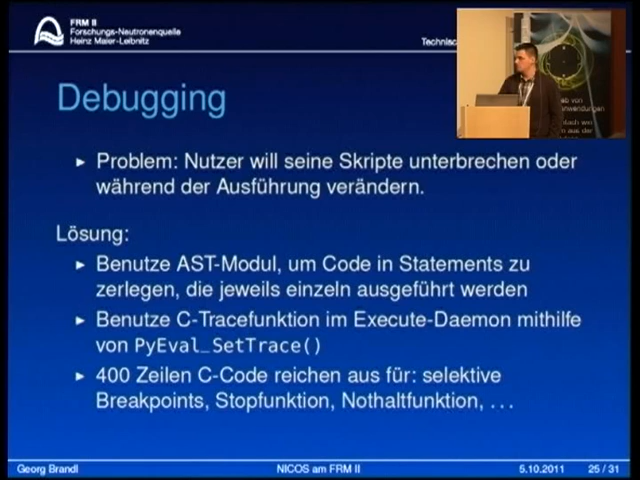 FRM II
Forschungs-Neutronenquelle
Heinz Maier-Leibnitz
Technisc
Debugging
► Problem: Nutzer will seine Skripte unterbrechen oder
während der Ausführung verändern.
Lösung:
► Benutze AST-Modul, um Code in Statements zu
zerlegen, die jeweils einzeln ausgeführt werden
► Benutze C-Tracefunktion im Execute-Daemon mithilfe
von PyEval_SetTrace()
► 400 Zeilen C-Code reichen aus für: selektive
Breakpoints, Stopfunktion, Nothaltfunktion, ...
Georg Brandl NICOS am FRM II 5.10.2011 25 / 31